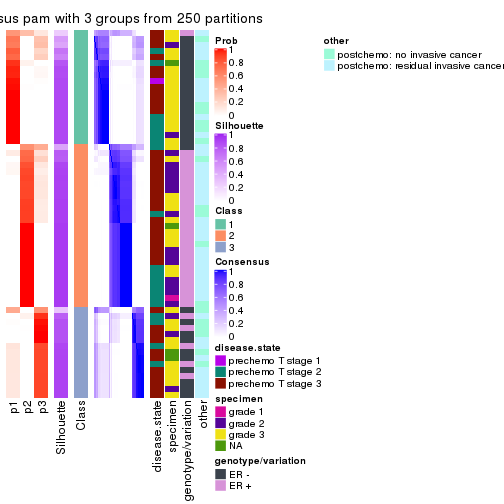 sus pam with 3 groups from 250 partitions
Prob
1
0.8
0.6
0.4
0.2
0
Silhouette
1
0.8
0.6
0.4
0.2
0
Class
1
2
3
Consensus
1
0.8
0.6
0.4
0.2
0
disease.state
prechemo T stage 1
prechemo T stage 2
prechemo T stage 3
specimen
grade 1
grade 2
grade 3
NA
genotype/variation
ER -
ER +
other
postchemo: no invasive cancer
postchemo: residual invasive cancer
p1
p2
p3
Silhouette
Class
disease.state
specimen
genotype/variation
other